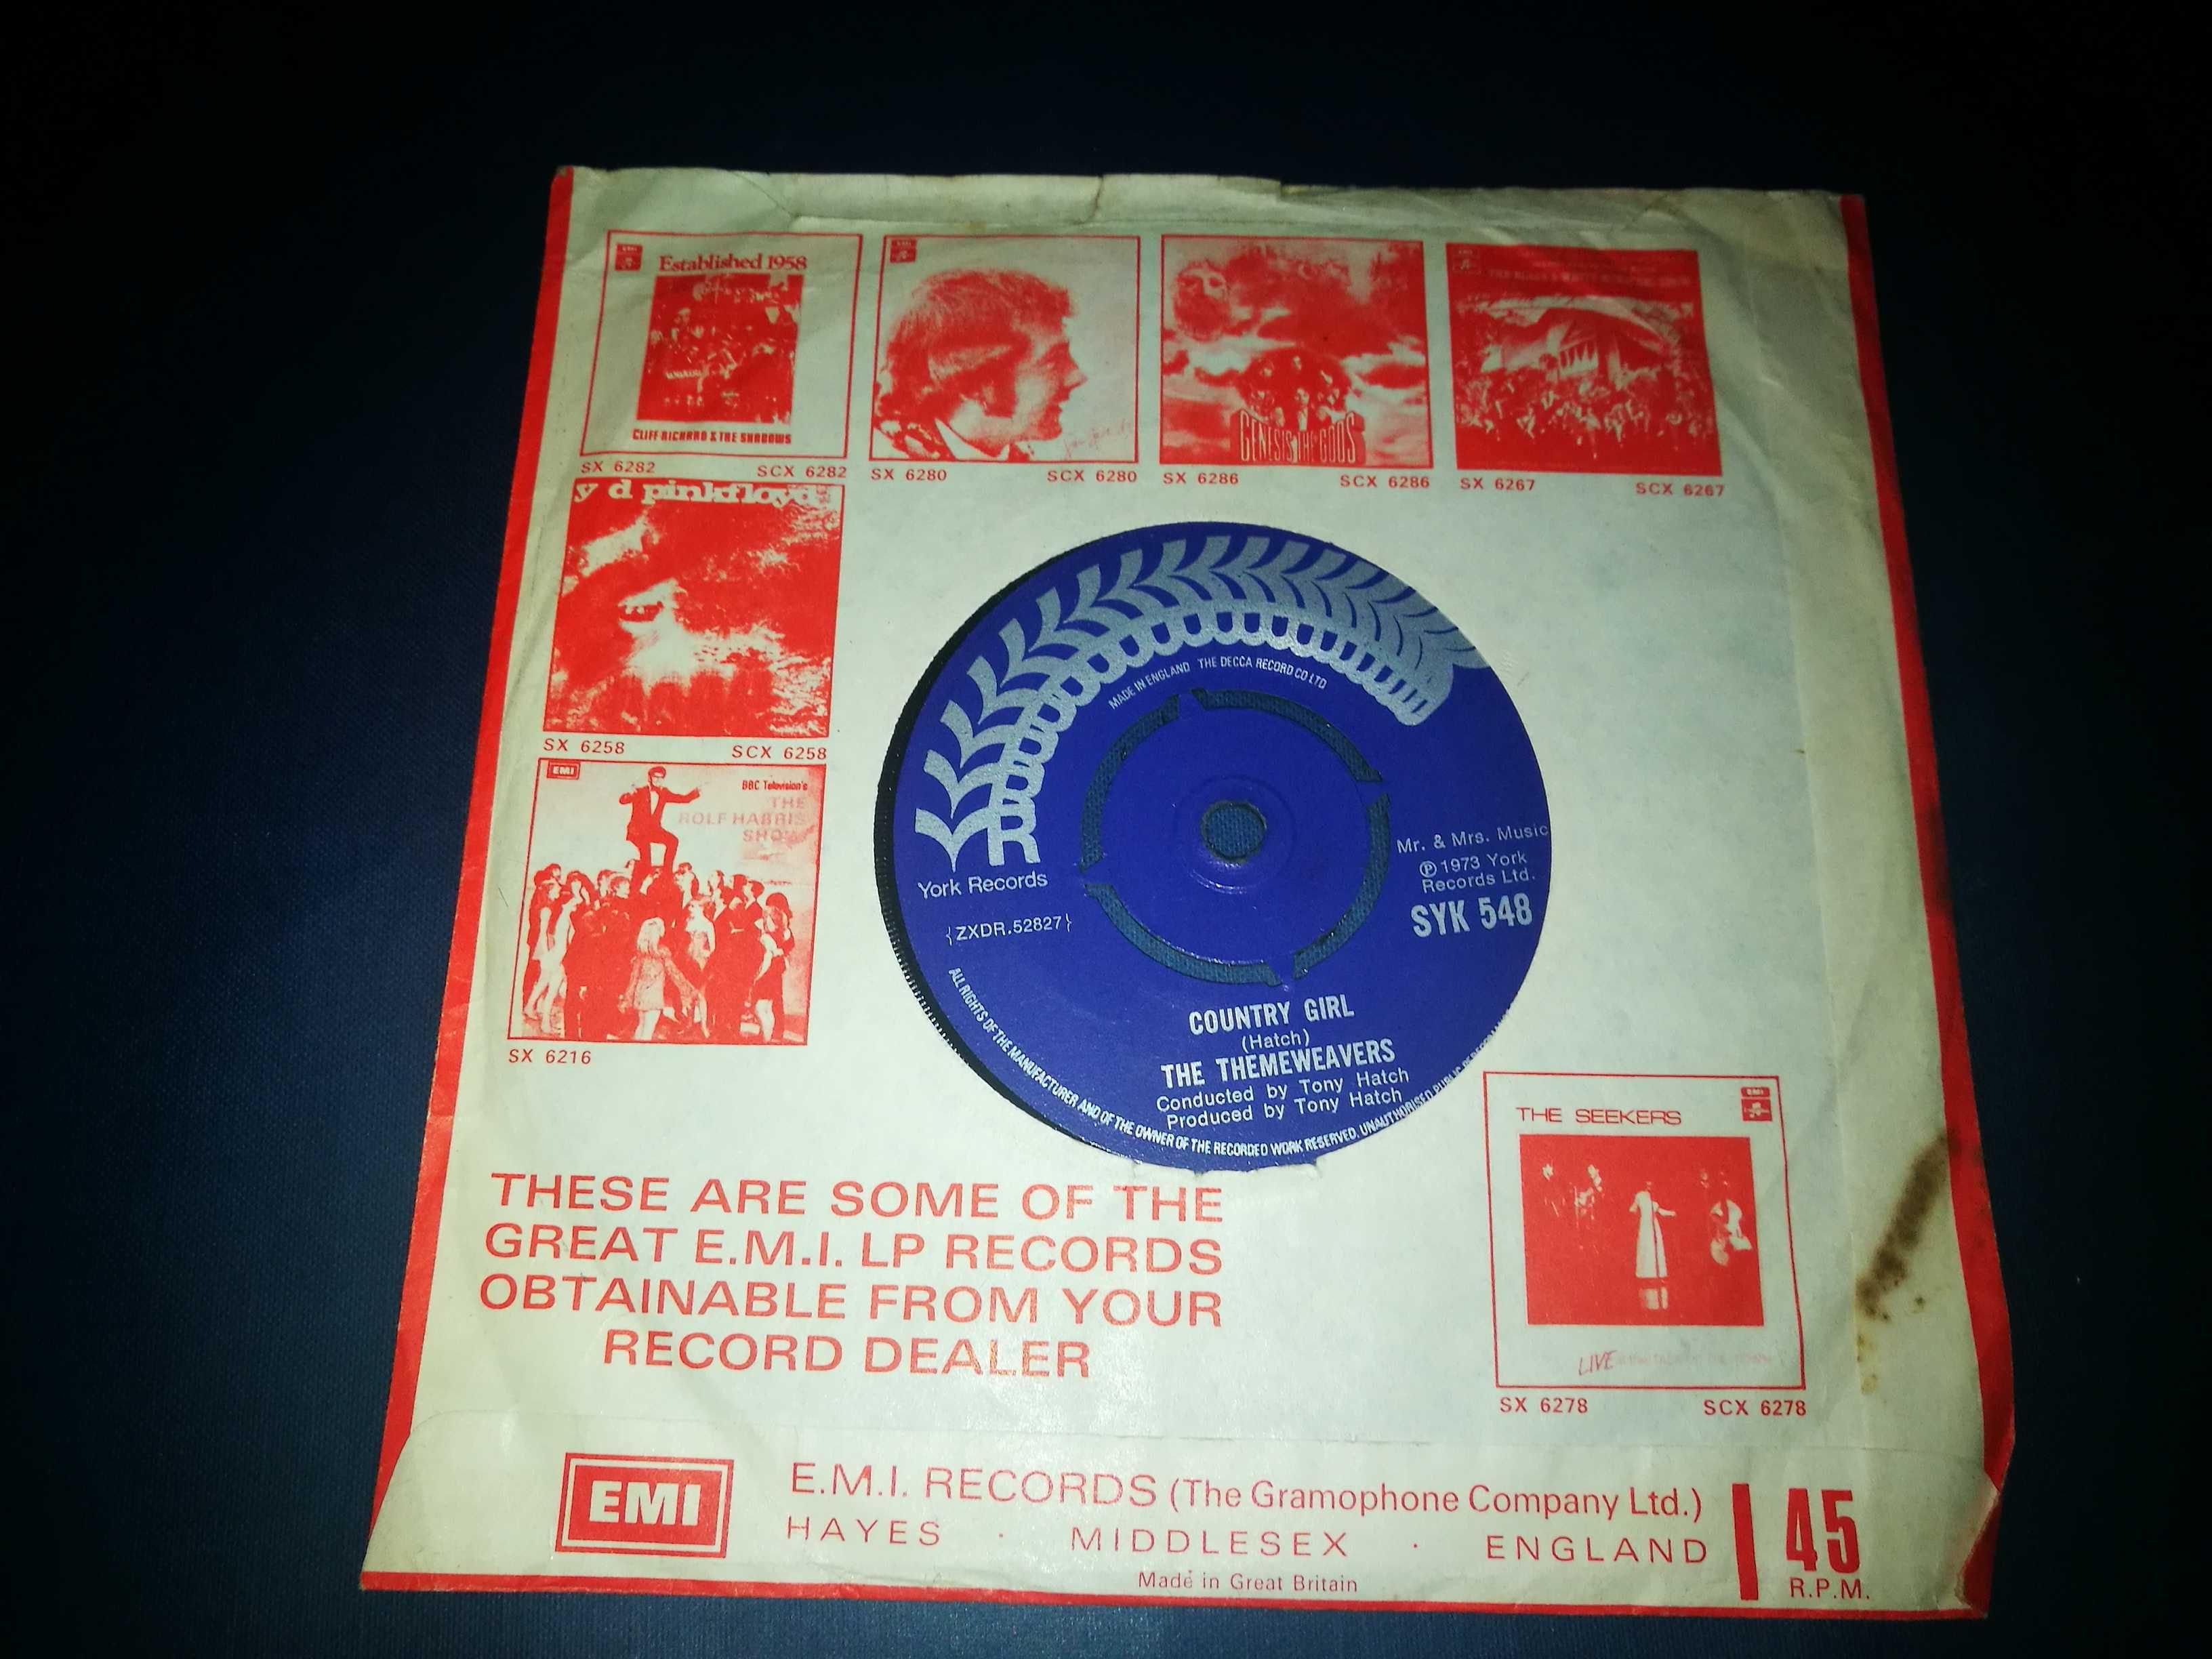 EMI
Established 1958
CLIFF RICHARD & THE SHADOWS
SX 6282 SCX 6282
SX 6280 SCX 6280
GENESIS THE GODS
SX 6286 SCX 6286
SX 6267 SCX 6267
y d pinkfloyd
SX 6258 SCX 6258
EMI
BBC Television's
THE
ROLF HARRIS
SHOW
SX 6216
MADE IN ENGLAND THE DECCA RECORD CO LTD
York Records
{ZXDR.52827}
Mr. & Mrs. Music
℗ 1973 York
Records Ltd.
SYK 548
COUNTRY GIRL
(Hatch)
THE THEMEWEAVERS
Conducted by Tony Hatch
Produced by Tony Hatch
ALL RIGHTS OF THE MANUFACTURER AND OF THE OWNER OF THE RECORDED WORK RESERVED. UNAUTHORISED PUBLIC
THE SEEKERS
EMI
LIVE
SX 6278 SCX 6278
THESE ARE SOME OF THE
GREAT E.M.I. LP RECORDS
OBTAINABLE FROM YOUR
RECORD DEALER
EMI
E.M.I. RECORDS (The Gramophone Company Ltd.)
HAYES · MIDDLESEX · ENGLAND
Made in Great Britain
45
R.P.M.